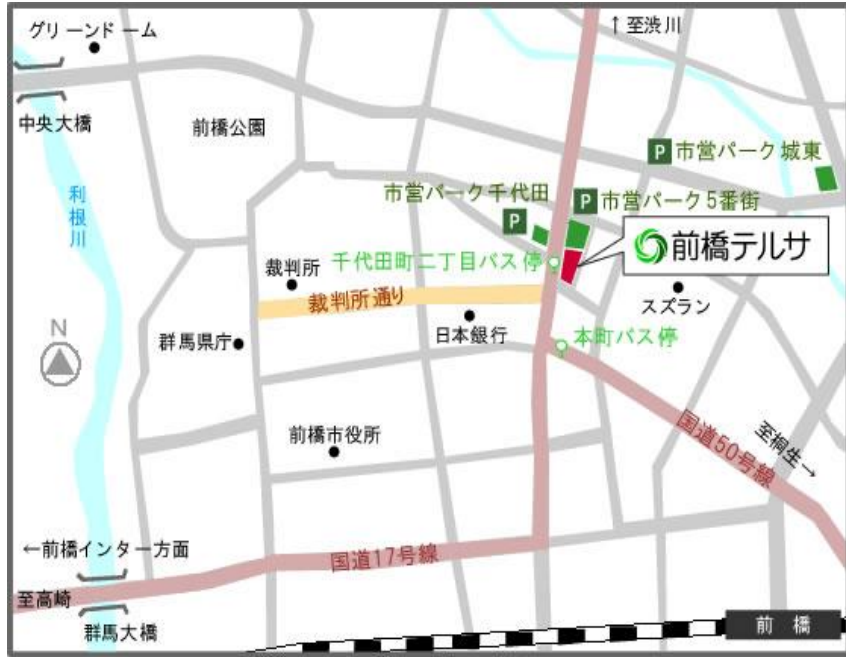 グリーンドーム
↑至渋川
中央大橋
前橋公園
P 市営パーク城東
利根川
市営パーク千代田
P
P 市営パーク5番街
前橋テルサ
裁判所
千代田町二丁目バス停
スズラン
裁判所通り
N
群馬県庁
日本銀行
本町バス停
前橋市役所
国道50号線
至桐生→
←前橋インター方面
国道17号線
至高崎
群馬大橋
前橋